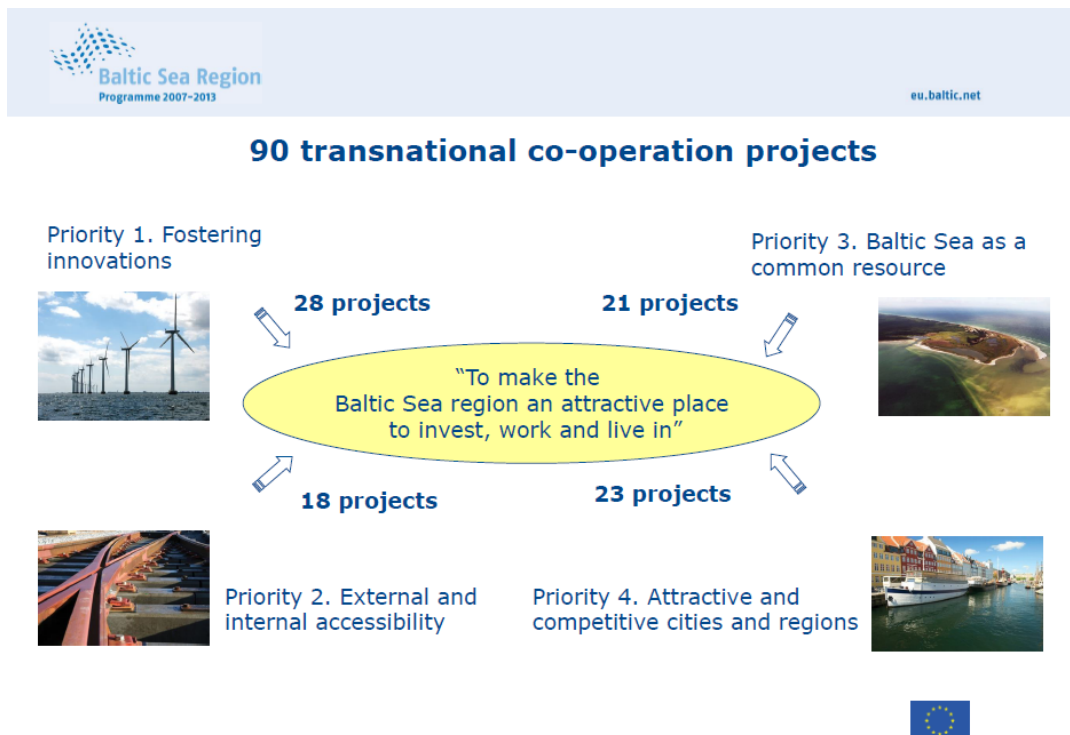 Baltic Sea Region
Programme 2007-2013
eu.baltic.net
90 transnational co-operation projects
Priority 1. Fostering
innovations
Priority 3. Baltic Sea as a
common resource
28 projects
21 projects
“To make the
Baltic Sea region an attractive place
to invest, work and live in”
18 projects
23 projects
Priority 2. External and
internal accessibility
Priority 4. Attractive and
competitive cities and regions